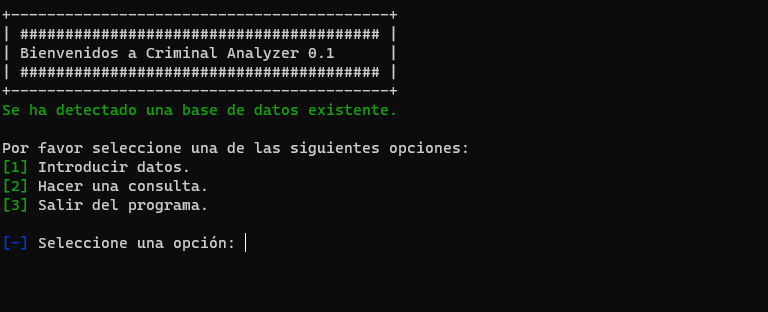 +------------------------------------------+
| ######################################## |
| Bienvenidos a Criminal Analyzer 0.1      |
| ######################################## |
+------------------------------------------+
Se ha detectado una base de datos existente.
Por favor seleccione una de las siguientes opciones:
[1] Introducir datos.
[2] Hacer una consulta.
[3] Salir del programa.
[-] Seleccione una opción: